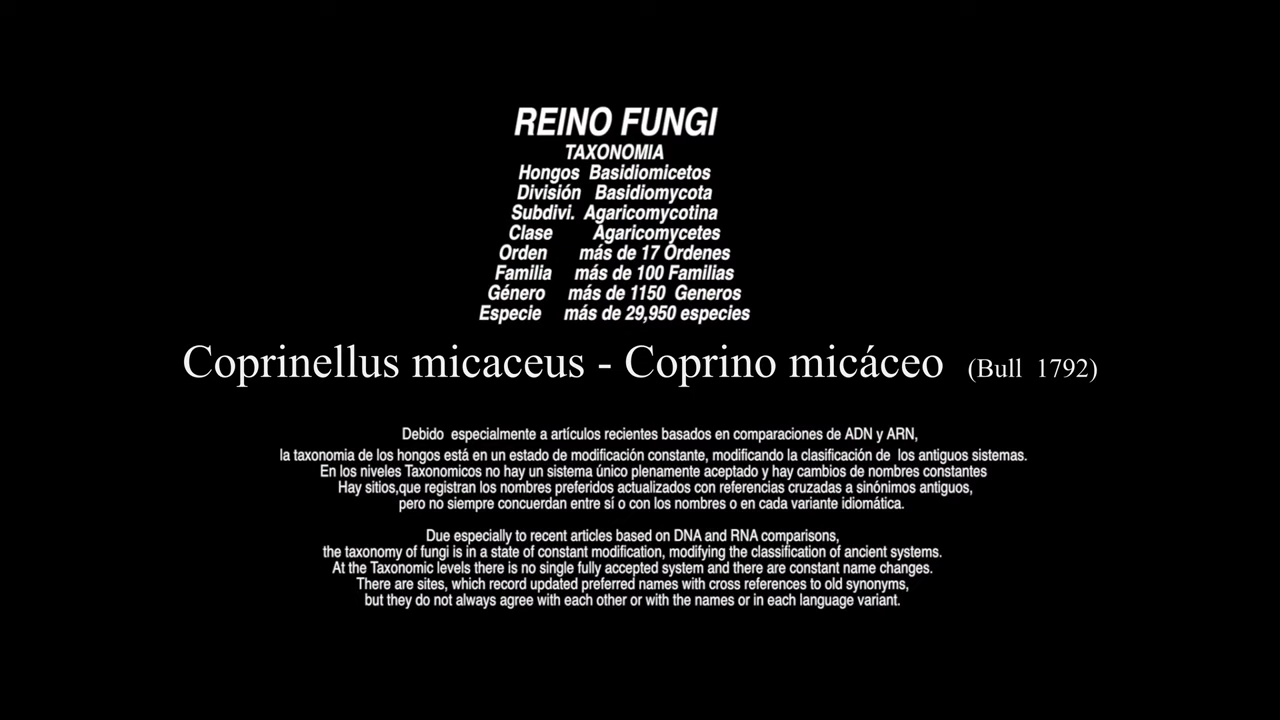 REINO FUNGI
TAXONOMIA
Hongos Basidiomicetos
División Basidiomycota
Subdivi. Agaricomycotina
Clase Agaricomycetes
Orden más de 17 Ordenes
Familia más de 100 Familias
Género más de 1150 Generos
Especie más de 29,950 especies
Coprinellus micaceus - Coprino micáceo (Bull 1792)
Debido especialmente a artículos recientes basados en comparaciones de ADN y ARN,
la taxonomia de los hongos está en un estado de modificación constante, modificando la clasificación de los antiguos sistemas.
En los niveles Taxonomicos no hay un sistema único plenamente aceptado y hay cambios de nombres constantes
Hay sitios,que registran los nombres preferidos actualizados con referencias cruzadas a sinónimos antiguos,
pero no siempre concuerdan entre sí o con los nombres o en cada variante idiomática.
Due especially to recent articles based on DNA and RNA comparisons,
the taxonomy of fungi is in a state of constant modification, modifying the classification of ancient systems.
At the Taxonomic levels there is no single fully accepted system and there are constant name changes.
There are sites, which record updated preferred names with cross references to old synonyms,
but they do not always agree with each other or with the names or in each language variant.